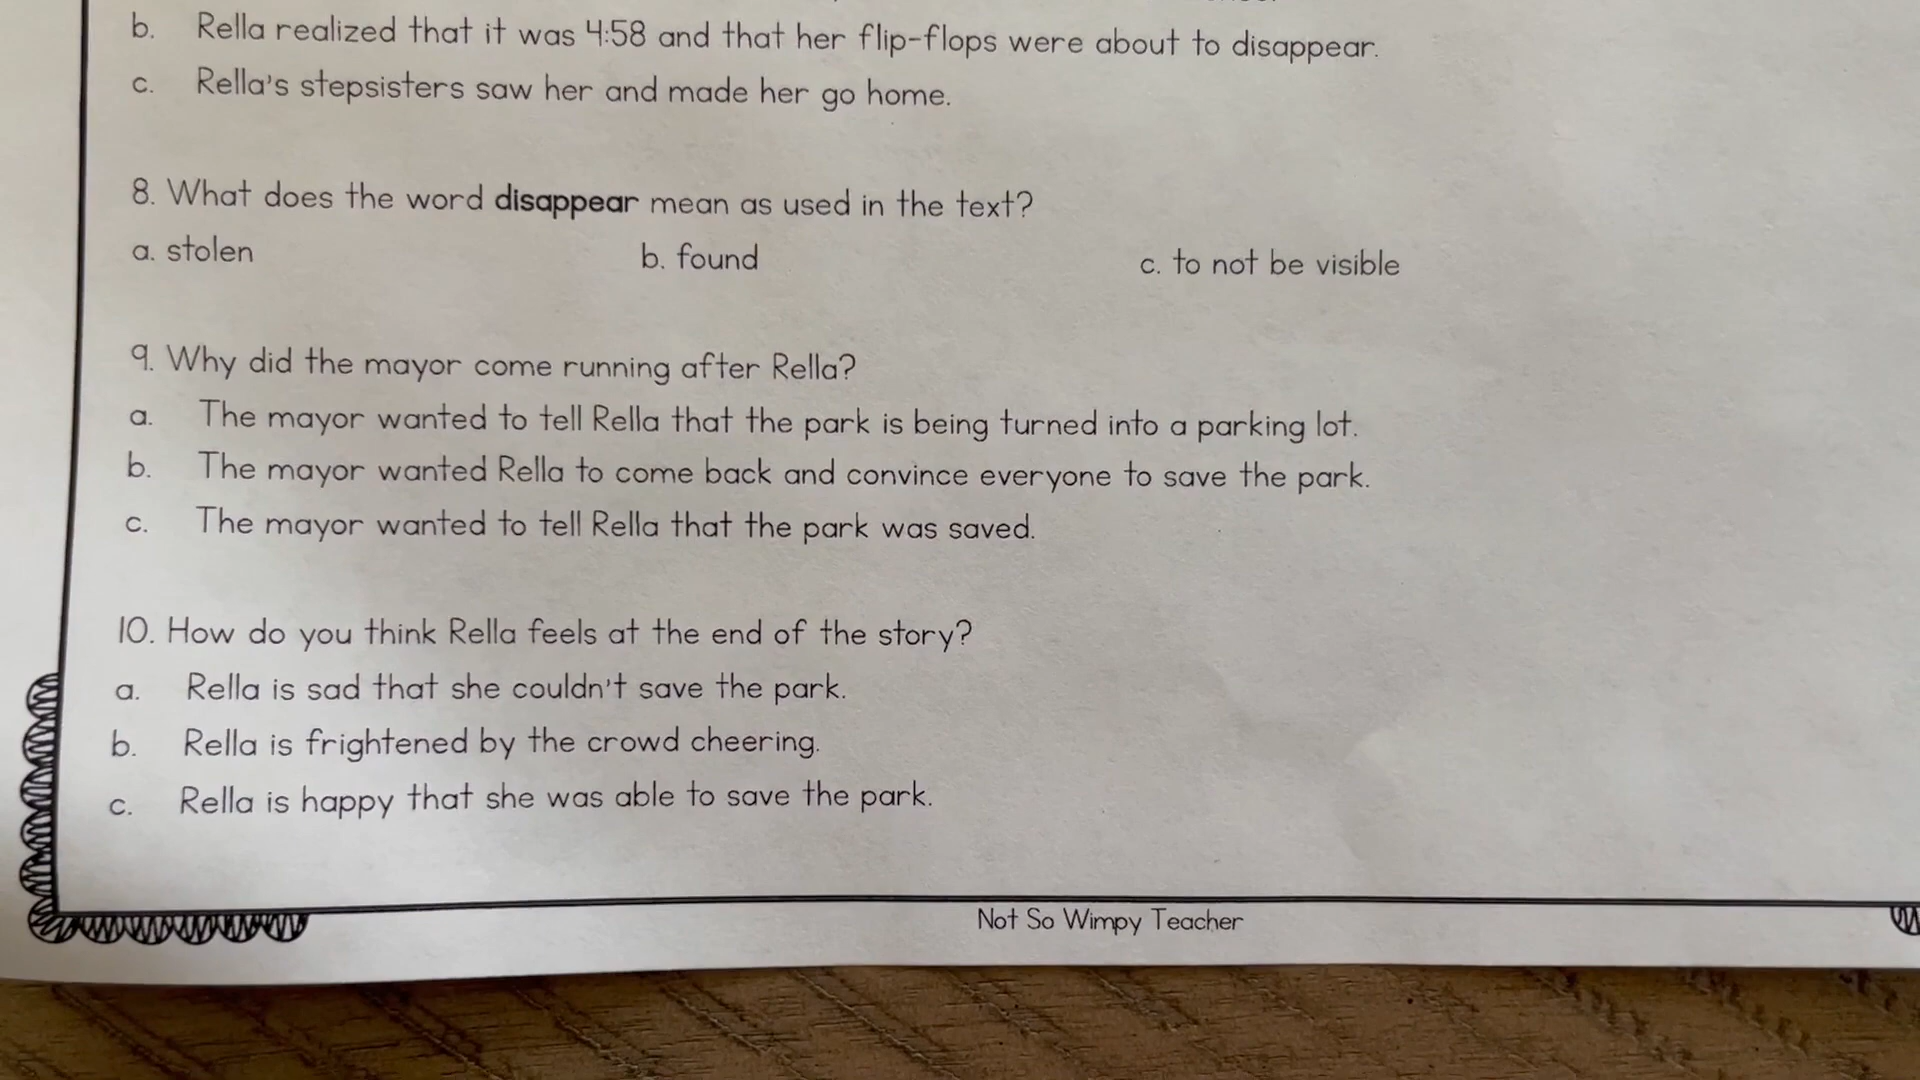 b. Rella realized that it was 4:58 and that her flip-flops were about to disappear.
c. Rella's stepsisters saw her and made her go home.
8. What does the word disappear mean as used in the text?
a. stolen b. found c. to not be visible
9. Why did the mayor come running after Rella?
a. The mayor wanted to tell Rella that the park is being turned into a parking lot.
b. The mayor wanted Rella to come back and convince everyone to save the park.
c. The mayor wanted to tell Rella that the park was saved.
10. How do you think Rella feels at the end of the story?
a. Rella is sad that she couldn't save the park.
b. Rella is frightened by the crowd cheering.
c. Rella is happy that she was able to save the park.
Not So Wimpy Teacher